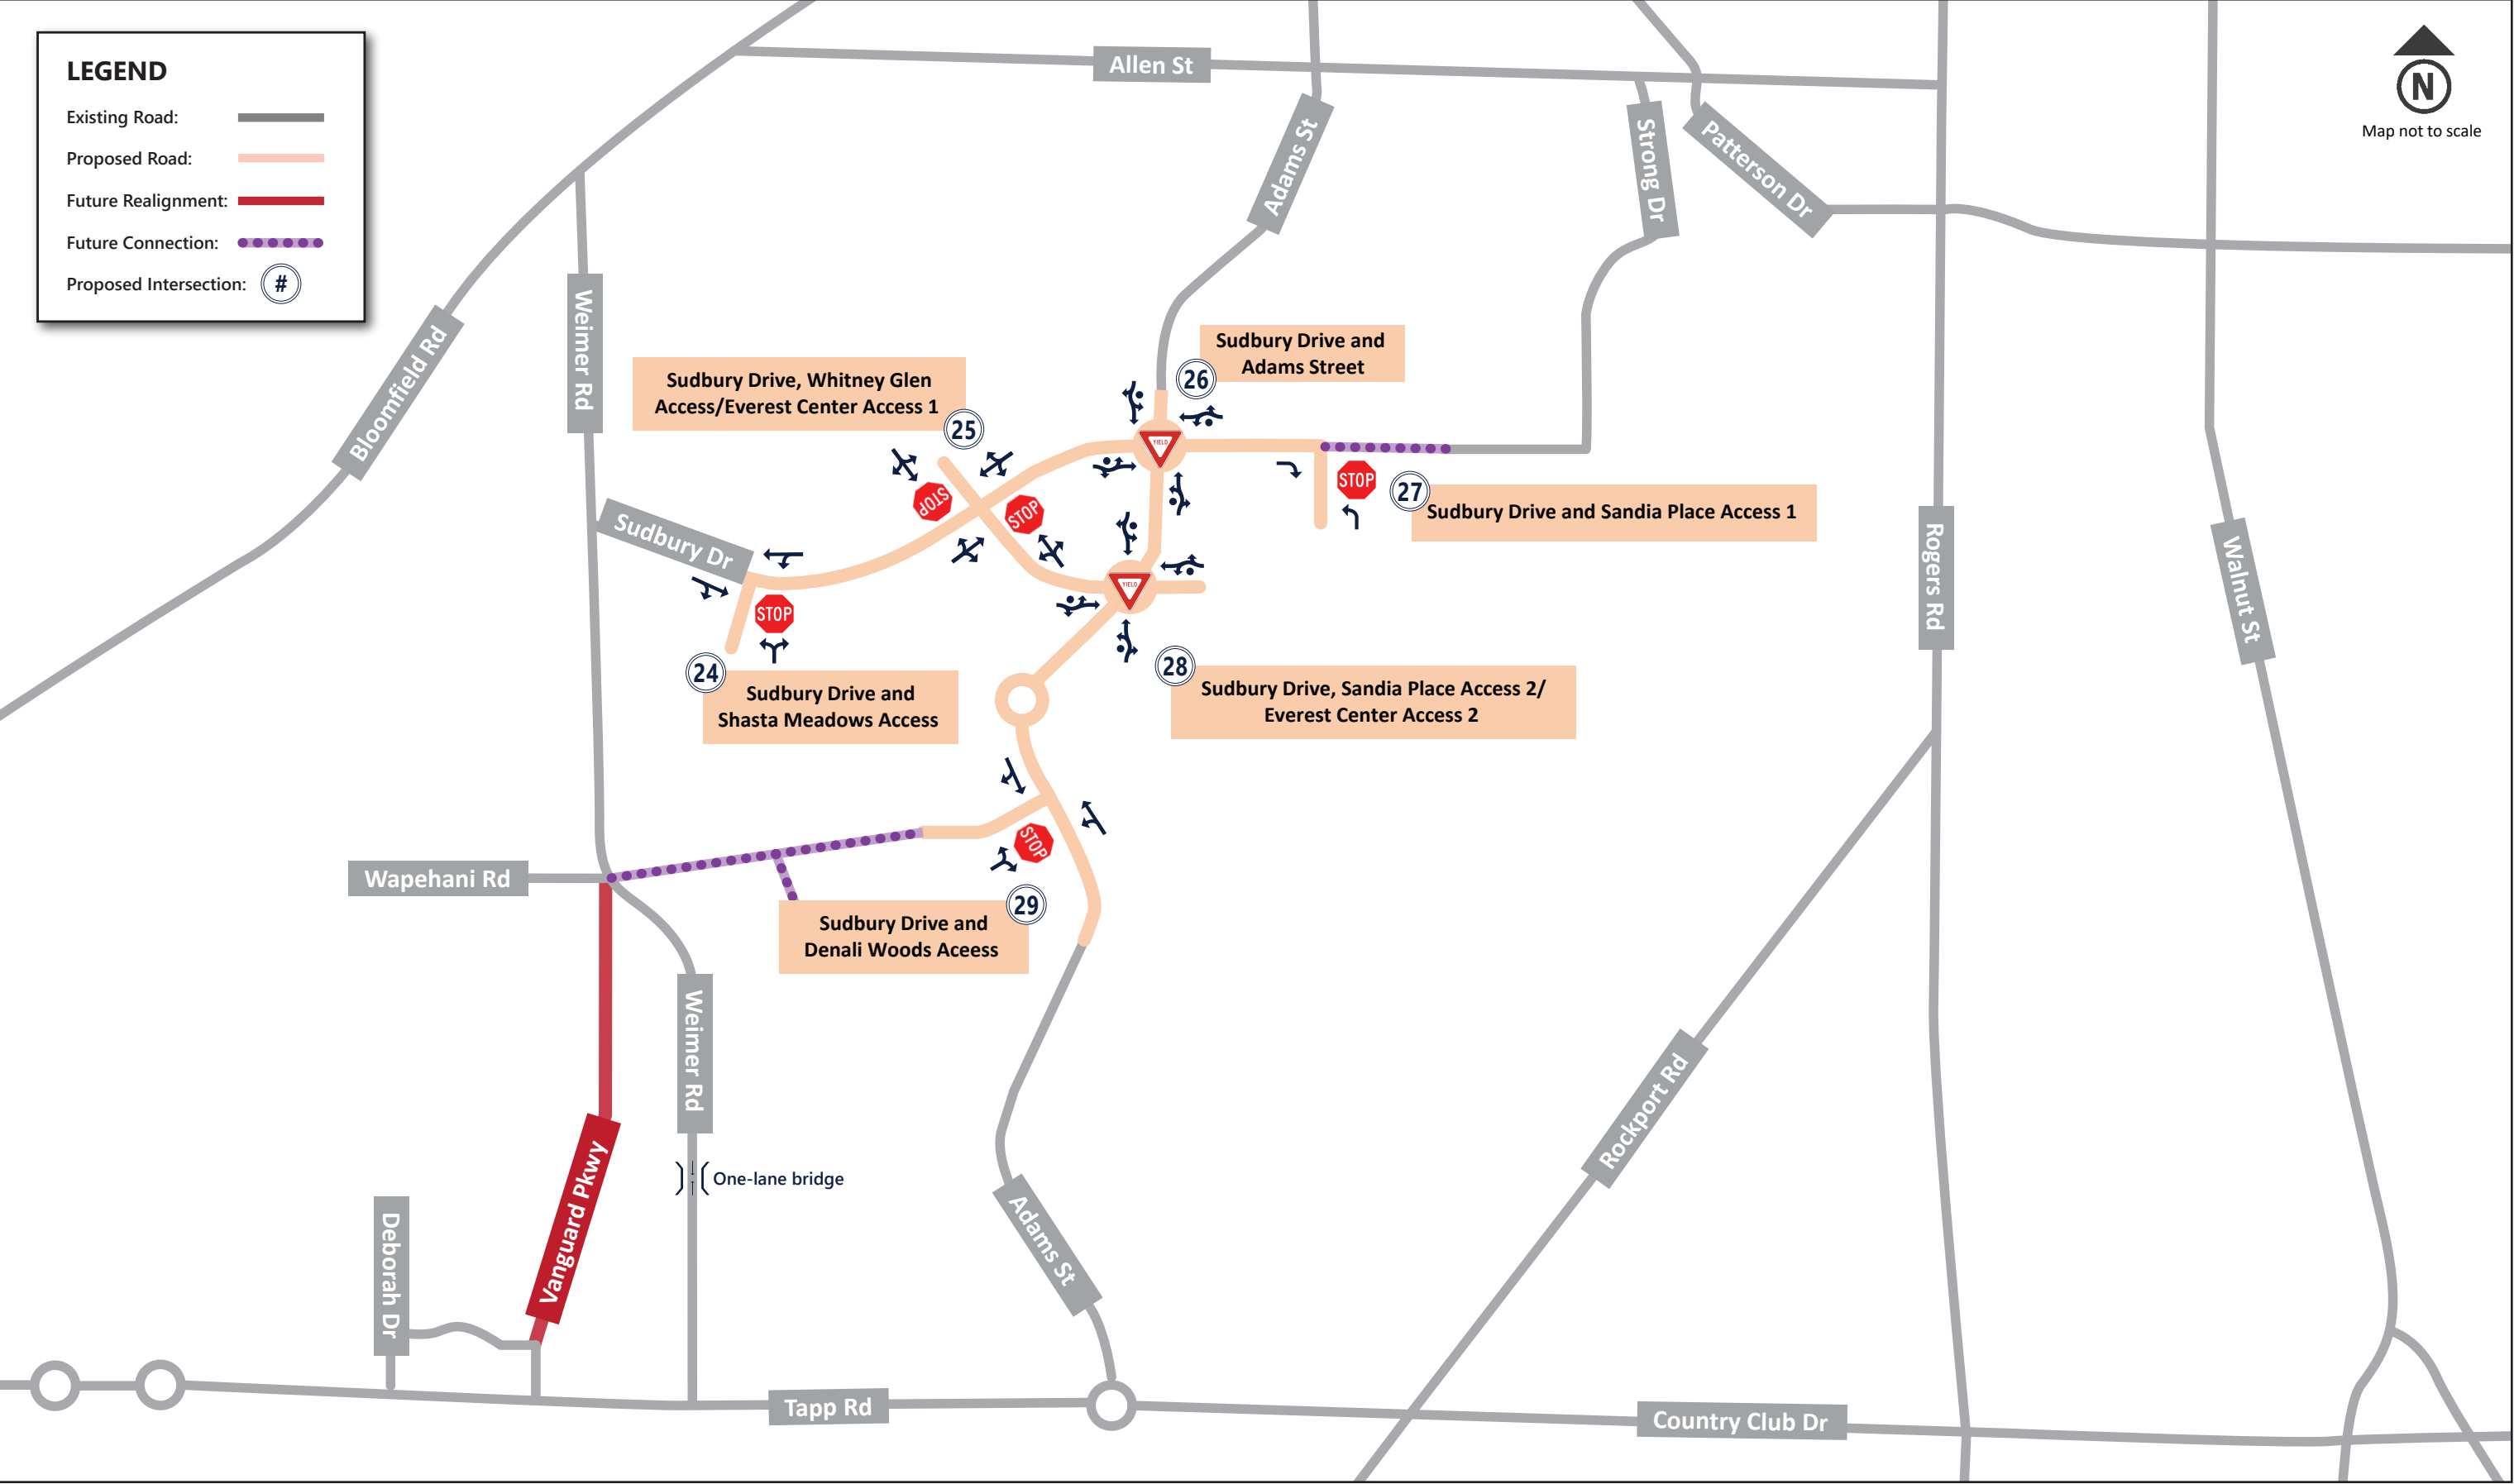 LEGEND
Existing Road:
Proposed Road:
Future Realignment:
Future Connection:
Proposed Intersection:
#
N
Map not to scale
Allen St
Adams St
Strong Dr
Patterson Dr
Weimer Rd
Bloomfield Rd
Sudbury Drive and
Adams Street
26
Sudbury Drive, Whitney Glen
Access/Everest Center Access 1
25
YIELD
STOP
STOP
STOP
27
Sudbury Drive and Sandia Place Access 1
Sudbury Dr
Rogers Rd
Walnut St
YIELD
STOP
24
Sudbury Drive and
Shasta Meadows Access
28
Sudbury Drive, Sandia Place Access 2/
Everest Center Access 2
STOP
Wapehani Rd
29
Sudbury Drive and
Denali Woods Aceess
Weimer Rd
Rockport Rd
Vanguard Pkwy
One-lane bridge
Deborah Dr
Adams St
Tapp Rd
Country Club Dr